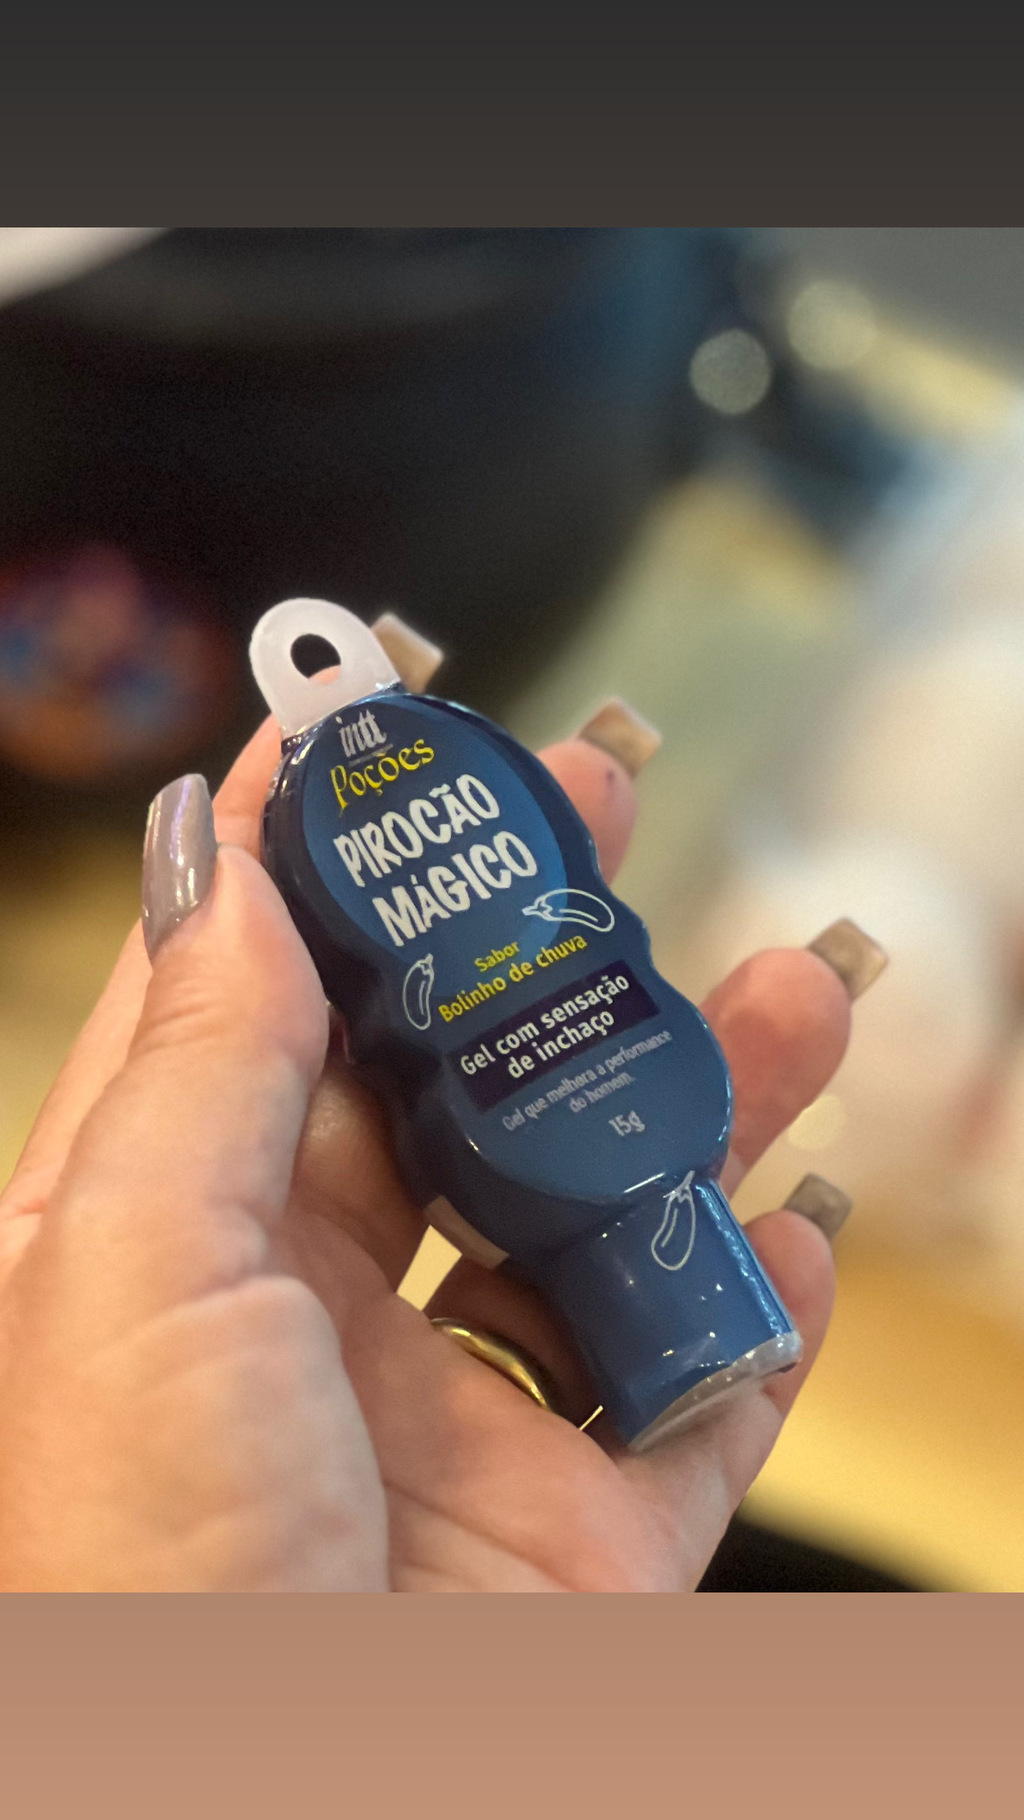 intt
Poções
PIROCÃO
MÁGICO
Sabor
Bolinho de chuva
Gel com sensação
de inchaço
Gel que melhora a performance
do homem.
15g